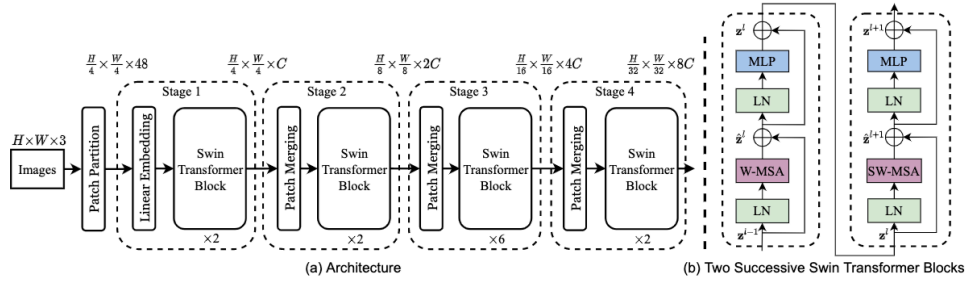 H/4 × W/4 × 48
H/4 × W/4 × C
H/8 × W/8 × 2C
H/16 × W/16 × 4C
H/32 × W/32 × 8C
Stage 1
Stage 2
Stage 3
Stage 4
H×W×3
Images
Patch Partition
Linear Embedding
Swin
Transformer
Block
Patch Merging
Swin
Transformer
Block
Patch Merging
Swin
Transformer
Block
Patch Merging
Swin
Transformer
Block
×2
×2
×6
×2
(a) Architecture
z^l
MLP
LN
ẑ^l
W-MSA
LN
z^{l−1}
z^{l+1}
MLP
LN
ẑ^{l+1}
SW-MSA
LN
z^l
(b) Two Successive Swin Transformer Blocks